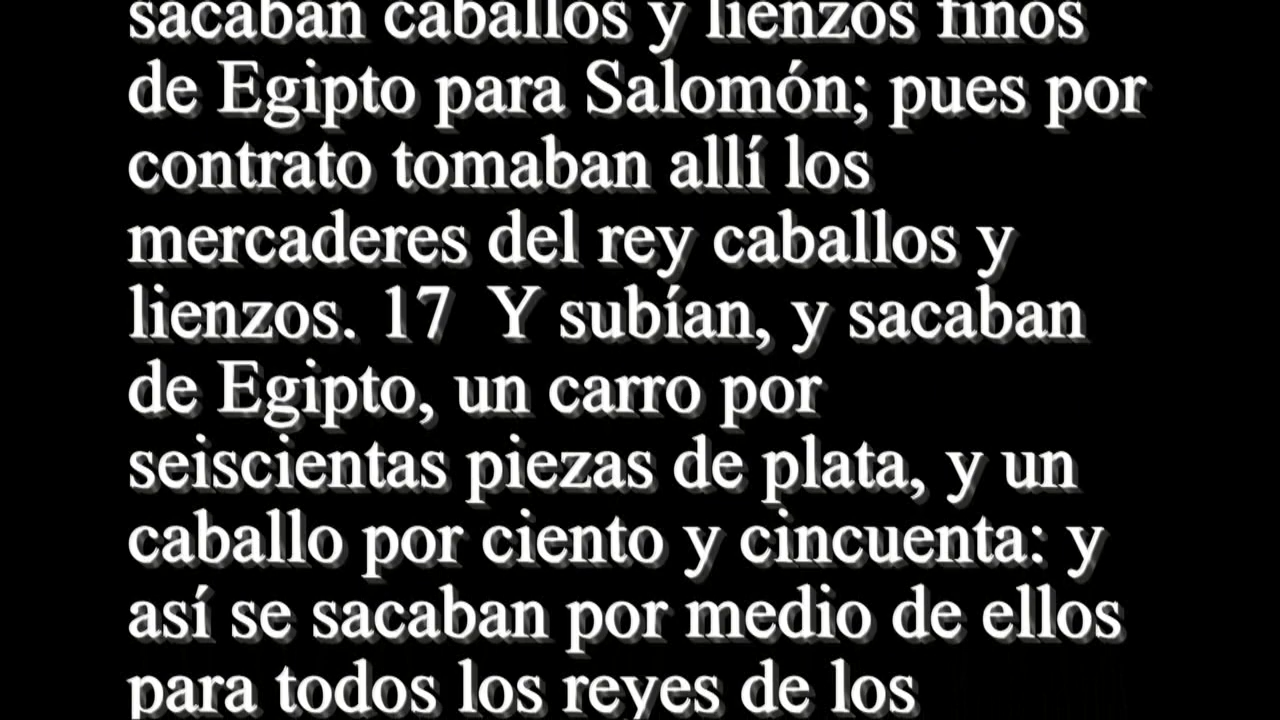 sacaban caballos y lienzos finos
de Egipto para Salomón; pues por
contrato tomaban allí los
mercaderes del rey caballos y
lienzos. 17 Y subían, y sacaban
de Egipto, un carro por
seiscientas piezas de plata, y un
caballo por ciento y cincuenta: y
así se sacaban por medio de ellos
para todos los reyes de los